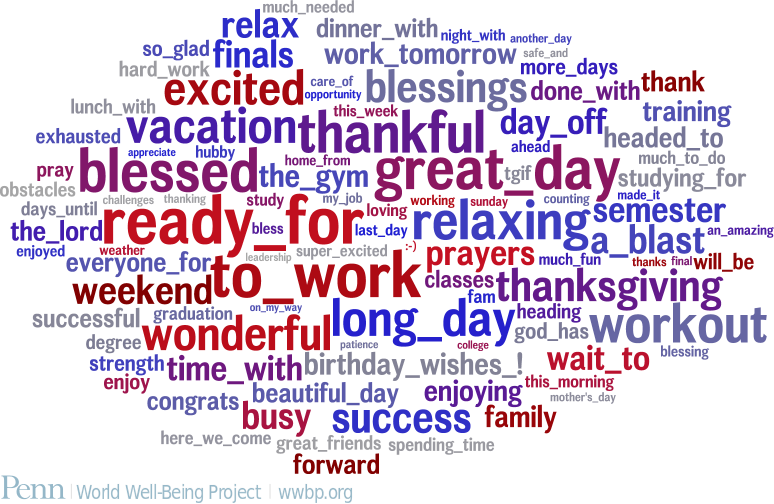 much_needed
relax dinner_with night_with another_day
so_glad finals work_tomorrow safe_and
hard_work more_days
excited care_of blessings done_with thank
opportunity
lunch_with this_week training
vacation thankful day_off
exhausted ahead headed_to
appreciate hubby home_from much_to_do
pray blessed the_gym great_day tgif studying_for
obstacles
challenges thanking study my_job working sunday counting made_it
days_until ready_for loving relaxing semester
the_lord bless last_day a_blast an_amazing
enjoyed weather super_excited :-)
leadership prayers much_fun thanks final will_be
everyone_for to_work
weekend classes thanksgiving
fam
successful graduation on_my_way long_day heading
wonderful god_has workout
degree patience college blessing
strength time_with birthday_wishes_! wait_to
enjoy this_morning
congrats beautiful_day enjoying mother's_day
busy success family
here_we_come great_friends spending_time
forward
Penn | World Well-Being Project | wwbp.org